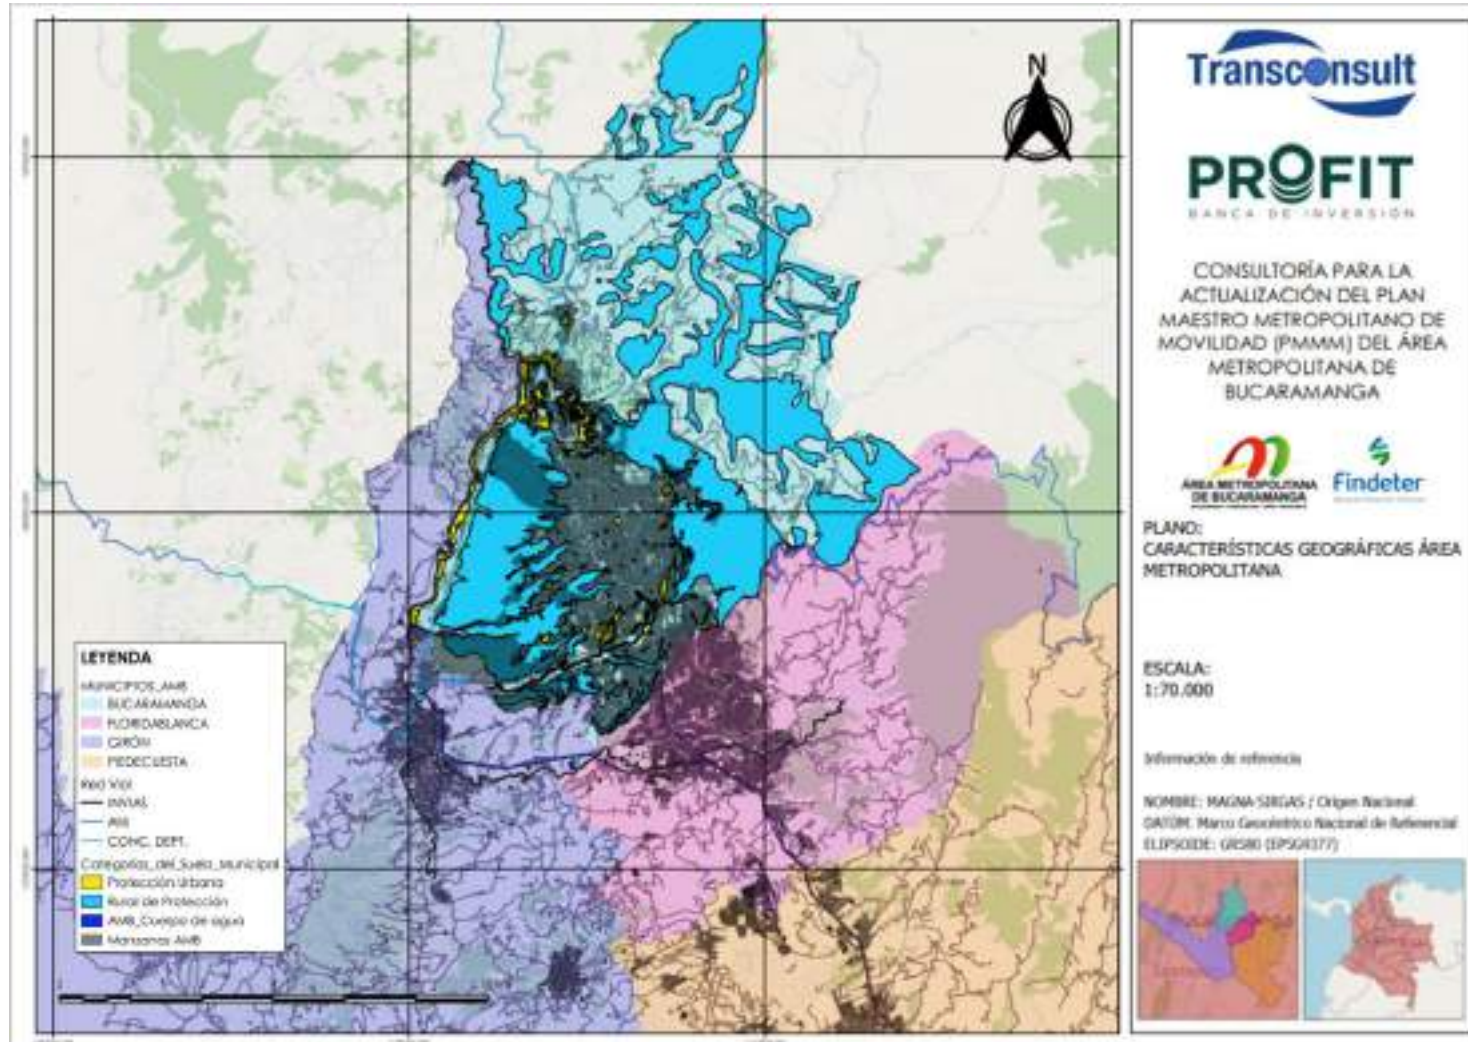 N
Transconsult
PROFIT
BANCA DE INVERSIÓN
CONSULTORÍA PARA LA
ACTUALIZACIÓN DEL PLAN
MAESTRO METROPOLITANO DE
MOVILIDAD (PMMM) DEL ÁREA
METROPOLITANA DE
BUCARAMANGA
ÁREA METROPOLITANA
DE BUCARAMANGA
Findeter
PLANO:
CARACTERÍSTICAS GEOGRÁFICAS ÁREA
METROPOLITANA
ESCALA:
1:70.000
Información de referencia
NOMBRE: MAGNA-SIRGAS / Origen Nacional
DATÚM: Marco Geocéntrico Nacional de Referencial
ELIPSOIDE: GRS80 (EPSG9377)
LEYENDA
MUNICIPIOS_AMB
BUCARAMANGA
FLORIDABLANCA
GIRÓN
PIEDECUESTA
Red Vial
INVIAS
ANI
CONC. DEPT.
Categorías_del_Suelo_Municipal
Protección Urbana
Rural de Protección
AMB_Cuerpo de agua
Manzanas AMB